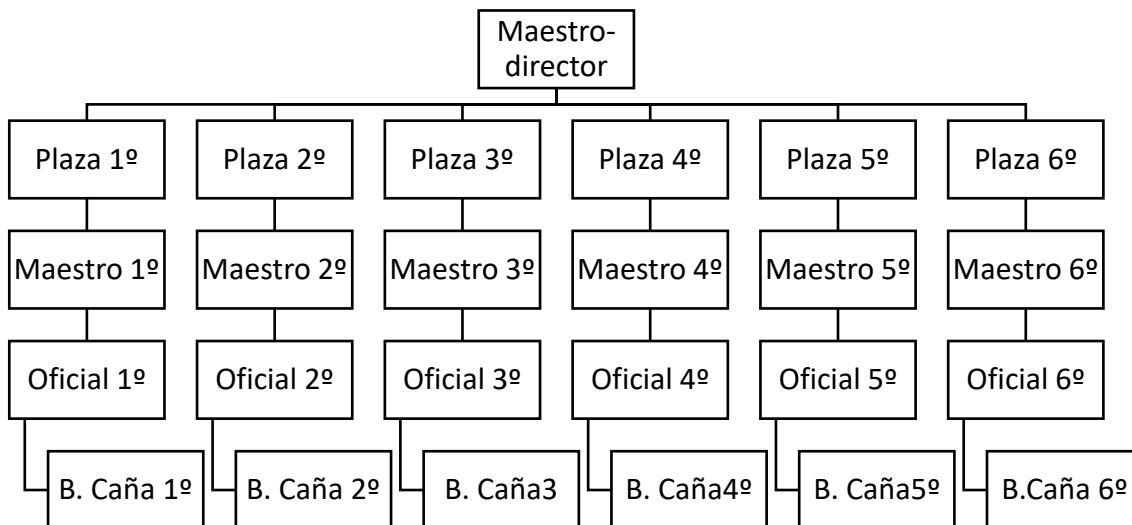 Maestro-
director
Plaza 1º
Plaza 2º
Plaza 3º
Plaza 4º
Plaza 5º
Plaza 6º
Maestro 1º
Maestro 2º
Maestro 3º
Maestro 4º
Maestro 5º
Maestro 6º
Oficial 1º
Oficial 2º
Oficial 3º
Oficial 4º
Oficial 5º
Oficial 6º
B. Caña 1º
B. Caña 2º
B. Caña3
B. Caña4º
B. Caña5º
B.Caña 6º